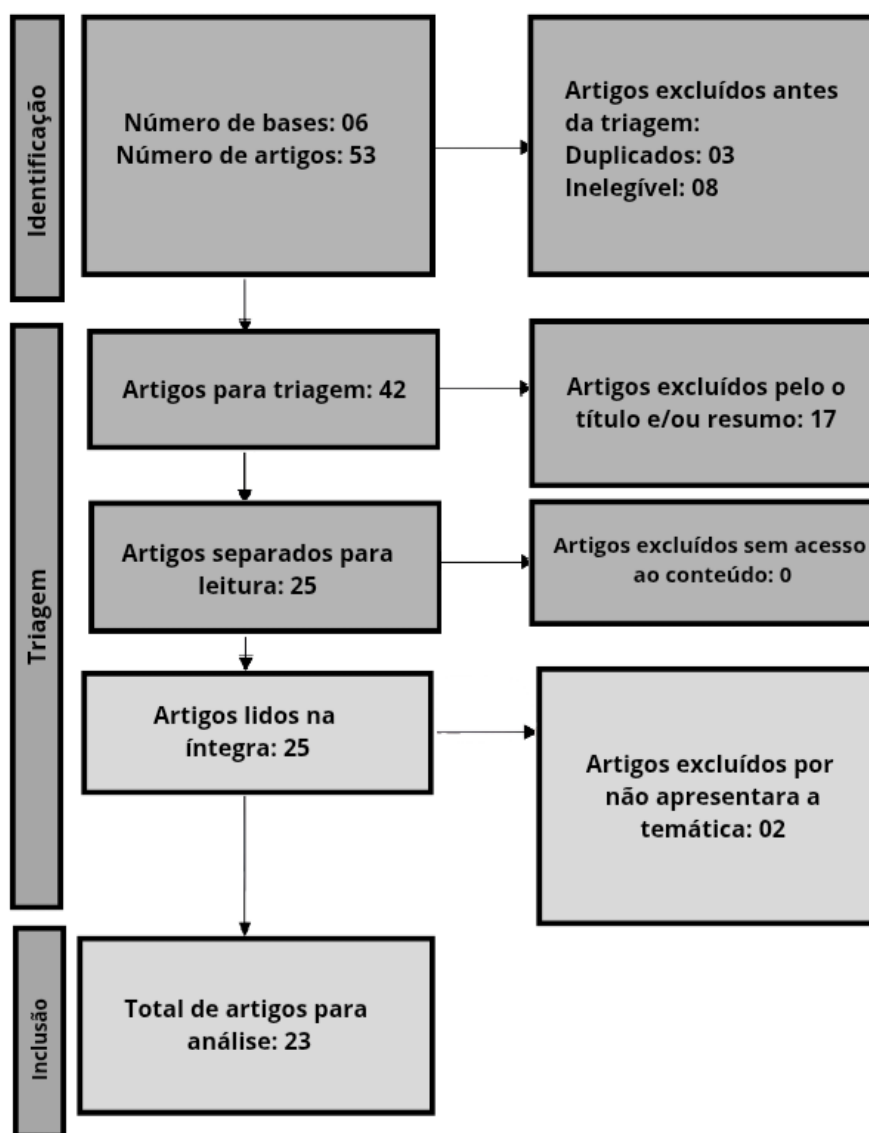 Identificação
Número de bases: 06
Número de artigos: 53
Artigos excluídos antes
da triagem:
Duplicados: 03
Inelegível: 08
Triagem
Artigos para triagem: 42
Artigos excluídos pelo o
título e/ou resumo: 17
Artigos separados para
leitura: 25
Artigos excluídos sem acesso
ao conteúdo: 0
Artigos lidos na
íntegra: 25
Artigos excluídos por
não apresentara a
temática: 02
Inclusão
Total de artigos para
análise: 23